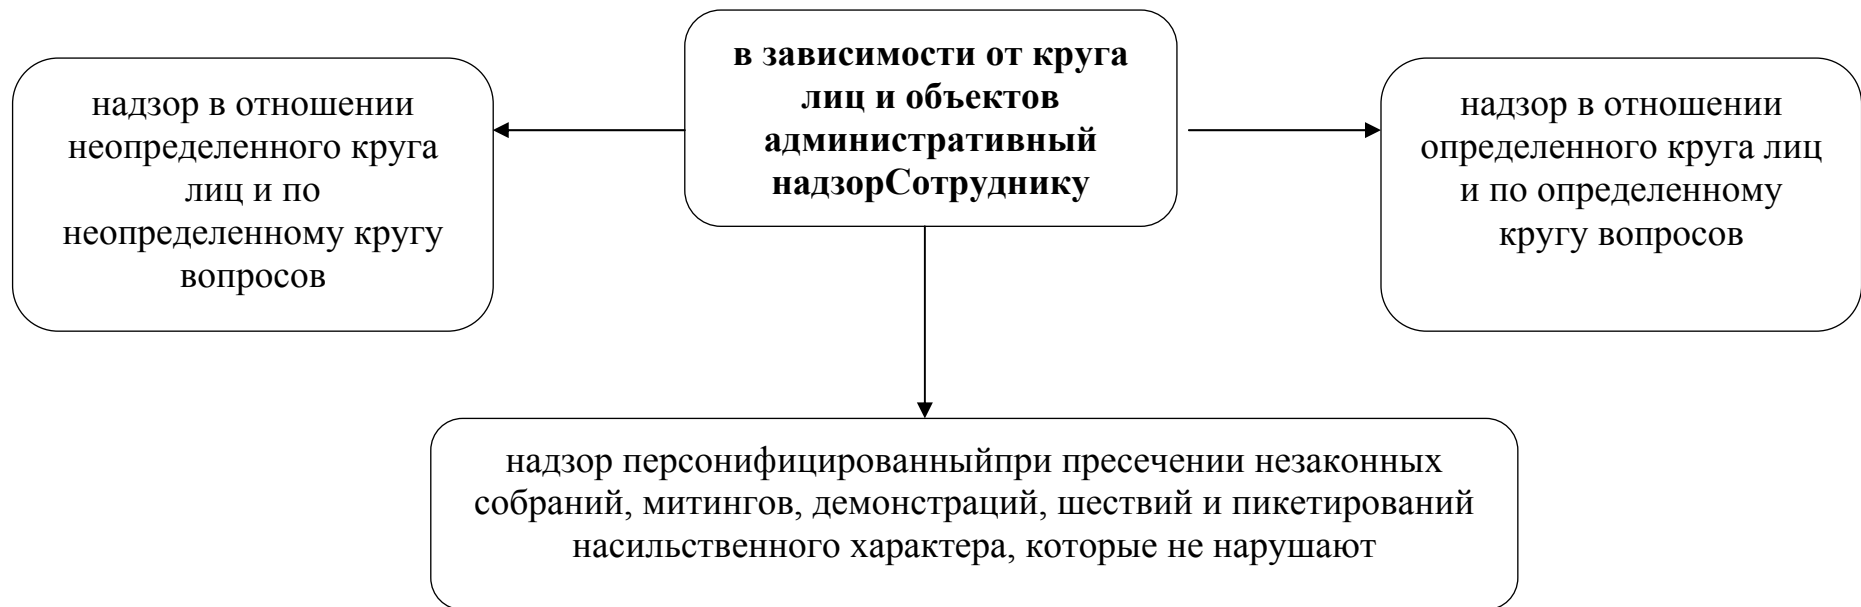 в зависимости от круга
лиц и объектов
административный
надзорСотруднику
надзор в отношении
неопределенного круга
лиц и по
неопределенному кругу
вопросов
надзор в отношении
определенного круга лиц
и по определенному
кругу вопросов
надзор персонифицированныйпри пресечении незаконных
собраний, митингов, демонстраций, шествий и пикетирований
насильственного характера, которые не нарушают